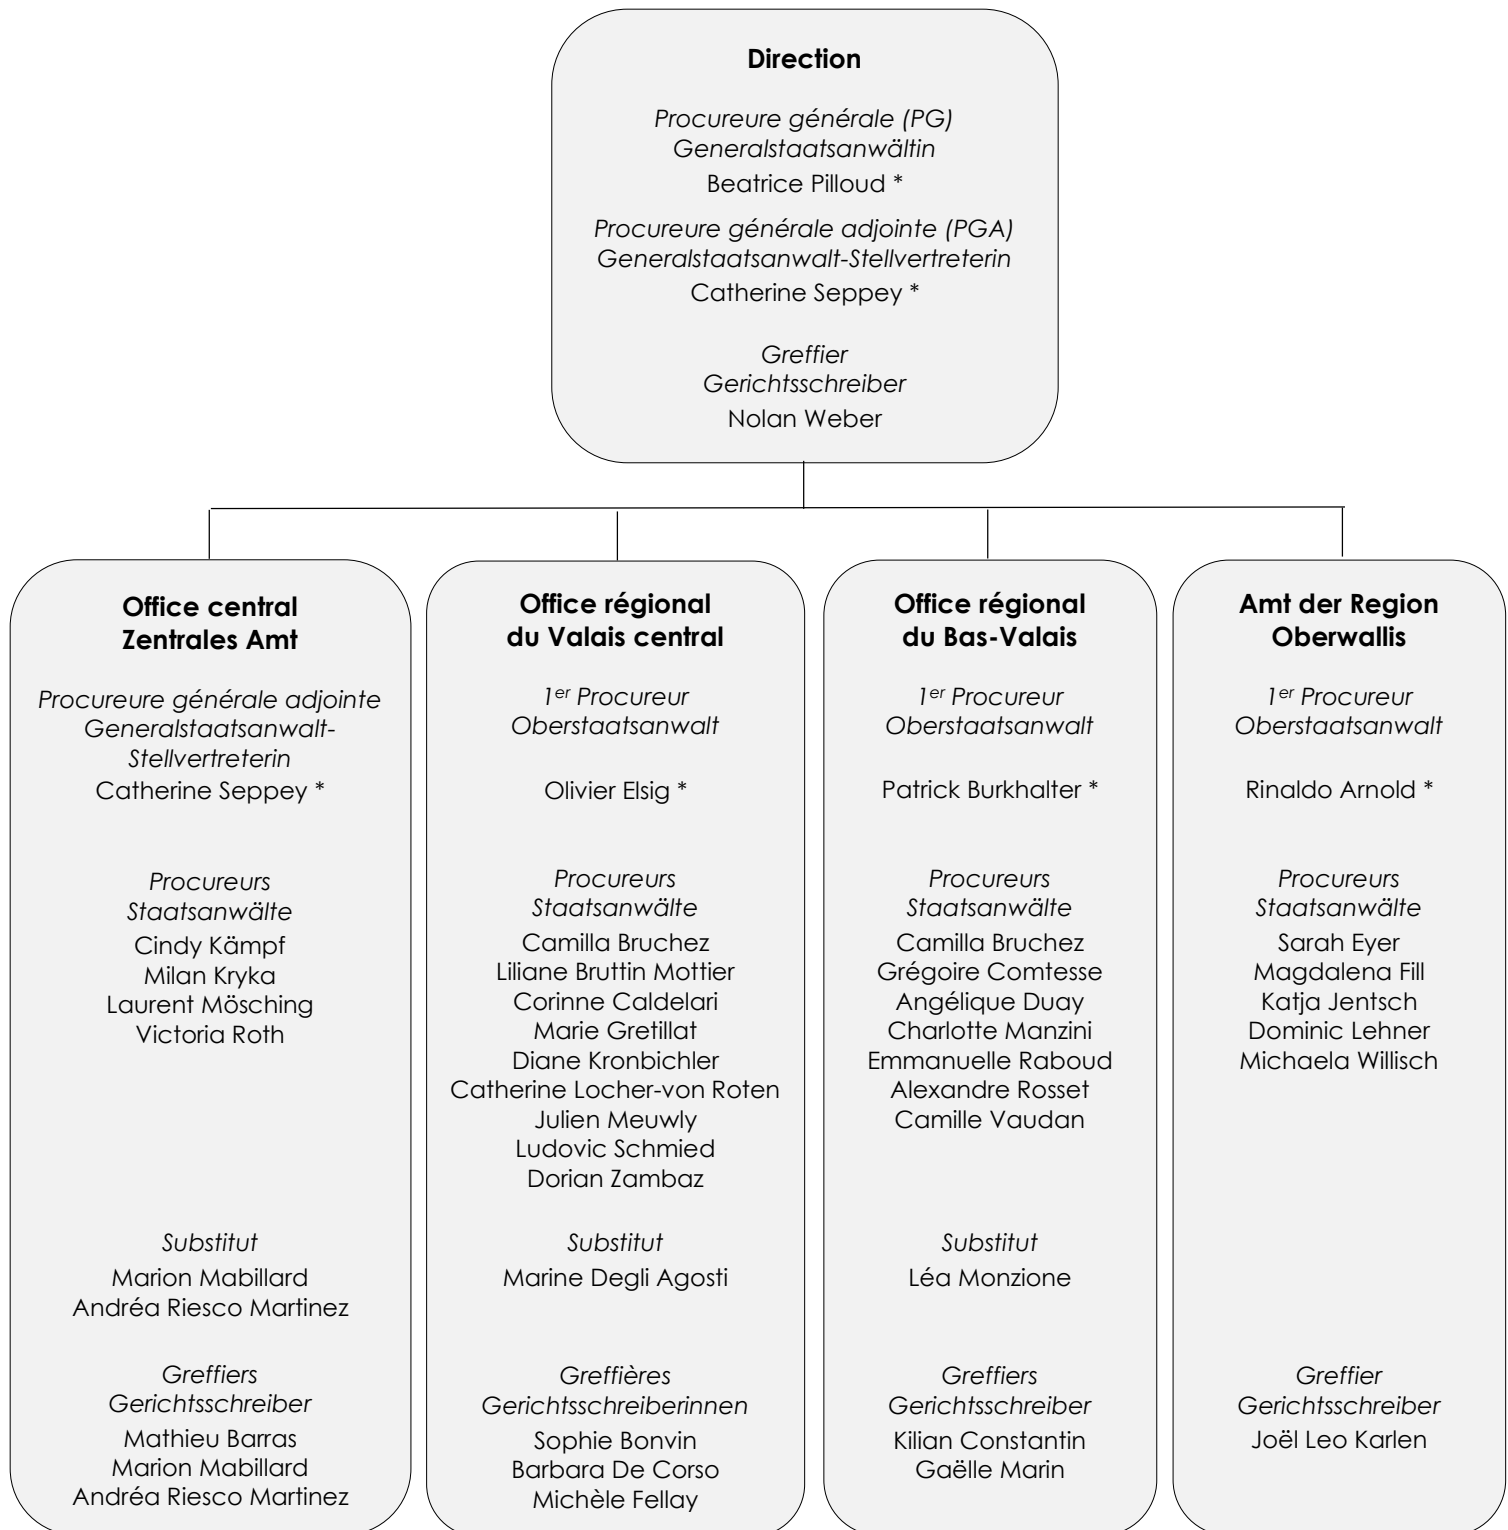 Direction
Procureure générale (PG)
Generalstaatsanwältin
Beatrice Pilloud *
Procureure générale adjointe (PGA)
Generalstaatsanwalt-Stellvertreterin
Catherine Seppey *
Greffier
Gerichtsschreiber
Nolan Weber
Office central
Zentrales Amt
Procureure générale adjointe
Generalstaatsanwalt-
Stellvertreterin
Catherine Seppey *
Procureurs
Staatsanwälte
Cindy Kämpf
Milan Kryka
Laurent Mösching
Victoria Roth
Substitut
Marion Mabillard
Andréa Riesco Martinez
Greffiers
Gerichtsschreiber
Mathieu Barras
Marion Mabillard
Andréa Riesco Martinez
Office régional
du Valais central
1er Procureur
Oberstaatsanwalt
Olivier Elsig *
Procureurs
Staatsanwälte
Camilla Bruchez
Liliane Bruttin Mottier
Corinne Caldelari
Marie Gretillat
Diane Kronbichler
Catherine Locher-von Roten
Julien Meuwly
Ludovic Schmied
Dorian Zambaz
Substitut
Marine Degli Agosti
Greffières
Gerichtsschreiberinnen
Sophie Bonvin
Barbara De Corso
Michèle Fellay
Office régional
du Bas-Valais
1er Procureur
Oberstaatsanwalt
Patrick Burkhalter *
Procureurs
Staatsanwälte
Camilla Bruchez
Grégoire Comtesse
Angélique Duay
Charlotte Manzini
Emmanuelle Raboud
Alexandre Rosset
Camille Vaudan
Substitut
Léa Monzione
Greffiers
Gerichtsschreiber
Kilian Constantin
Gaëlle Marin
Amt der Region
Oberwallis
1er Procureur
Oberstaatsanwalt
Rinaldo Arnold *
Procureurs
Staatsanwälte
Sarah Eyer
Magdalena Fill
Katja Jentsch
Dominic Lehner
Michaela Willisch
Greffier
Gerichtsschreiber
Joël Leo Karlen